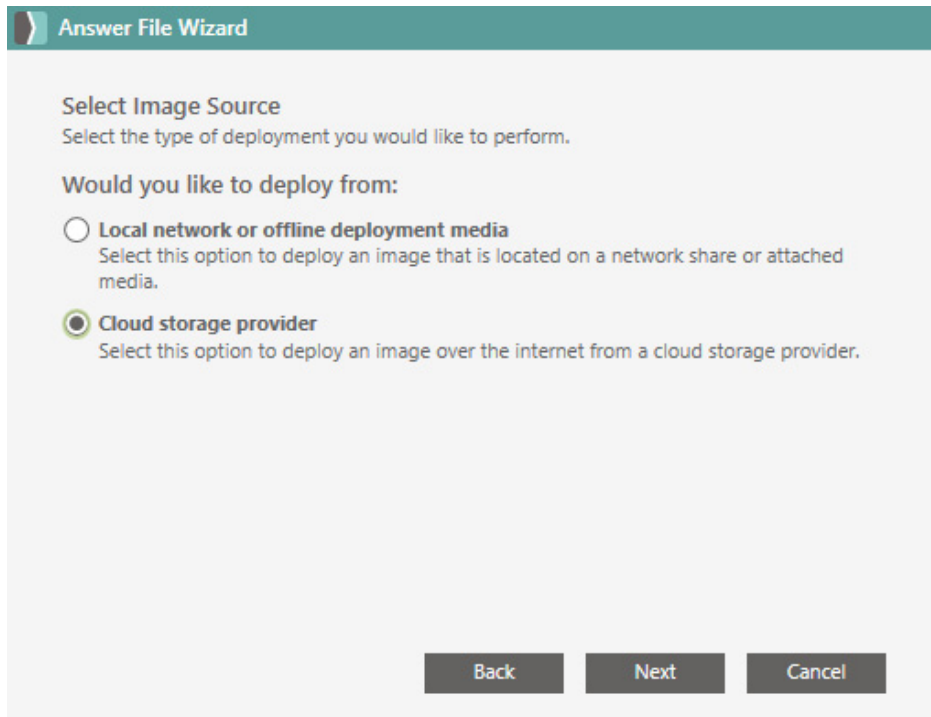 Answer File Wizard
Select Image Source
Select the type of deployment you would like to perform.
Would you like to deploy from:
Local network or offline deployment media
Select this option to deploy an image that is located on a network share or attached
media.
Cloud storage provider
Select this option to deploy an image over the internet from a cloud storage provider.
Back Next Cancel